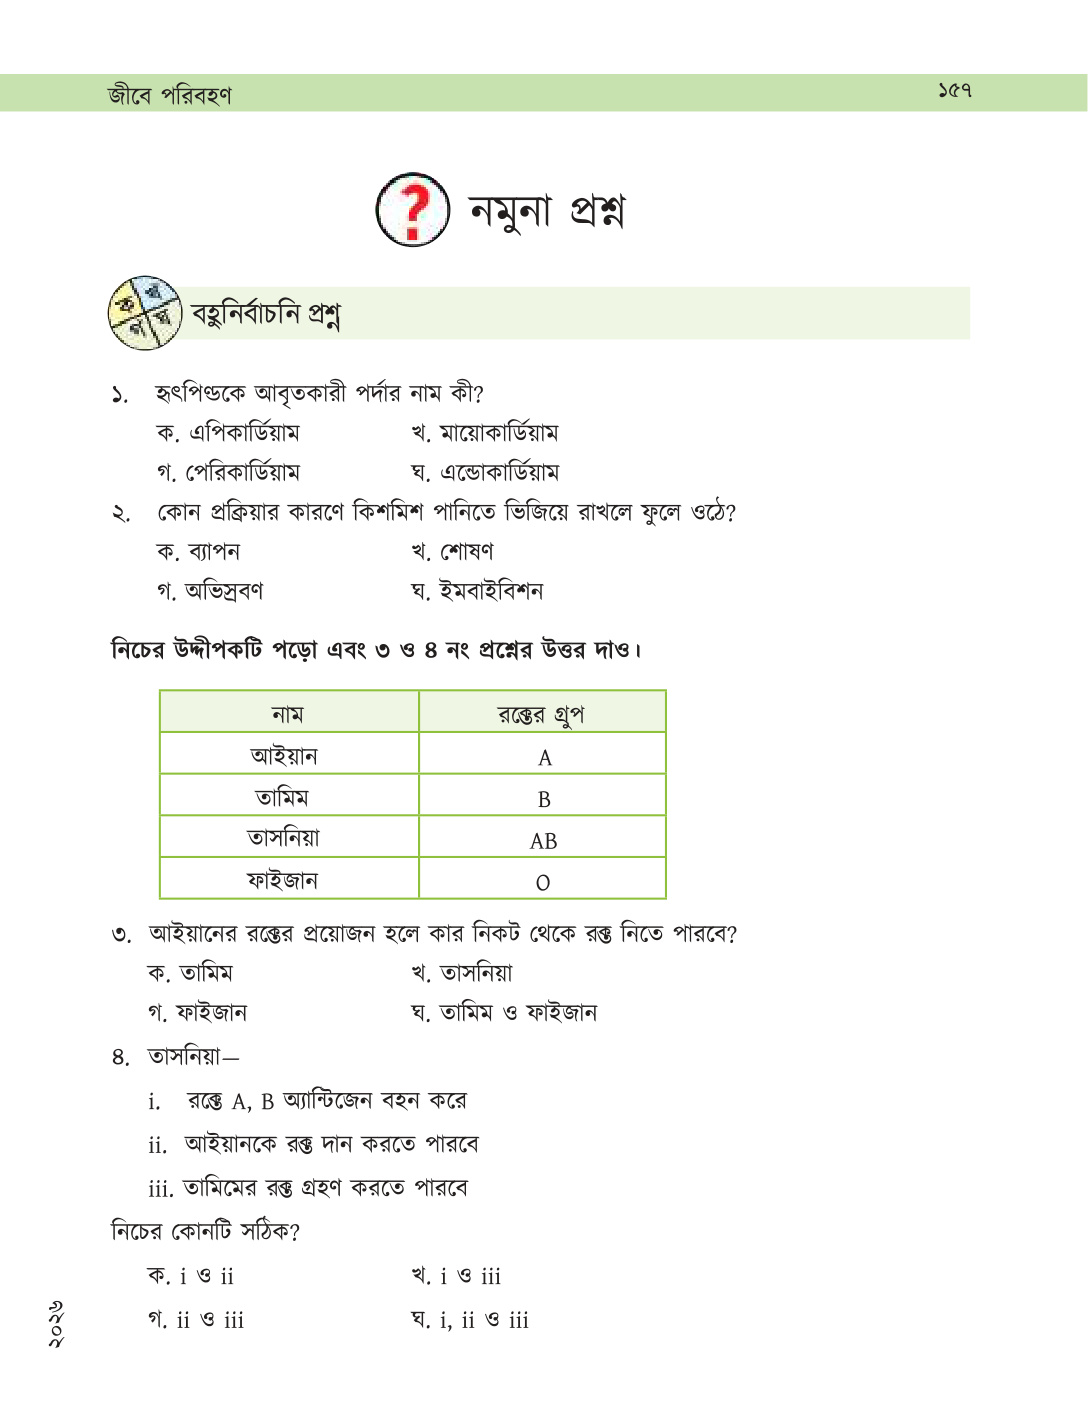 জীবে পরিবহণ ১৫৭
? নমুনা প্রশ্ন
ক খ গ ঘ বহুনির্বাচনি প্রশ্ন
১. হৃৎপিণ্ডকে আবৃতকারী পর্দার নাম কী?
ক. এপিকার্ডিয়াম খ. মায়োকার্ডিয়াম
গ. পেরিকার্ডিয়াম ঘ. এন্ডোকার্ডিয়াম
২. কোন প্রক্রিয়ার কারণে কিশমিশ পানিতে ভিজিয়ে রাখলে ফুলে ওঠে?
ক. ব্যাপন খ. শোষণ
গ. অভিস্রবণ ঘ. ইমবাইবিশন
নিচের উদ্দীপকটি পড়ো এবং ৩ ও ৪ নং প্রশ্নের উত্তর দাও।
নাম রক্তের গ্রুপ
আইয়ান A
তামিম B
তাসনিয়া AB
ফাইজান O
৩. আইয়ানের রক্তের প্রয়োজন হলে কার নিকট থেকে রক্ত নিতে পারবে?
ক. তামিম খ. তাসনিয়া
গ. ফাইজান ঘ. তামিম ও ফাইজান
৪. তাসনিয়া—
i. রক্তে A, B অ্যান্টিজেন বহন করে
ii. আইয়ানকে রক্ত দান করতে পারবে
iii. তামিমের রক্ত গ্রহণ করতে পারবে
নিচের কোনটি সঠিক?
ক. i ও ii খ. i ও iii
গ. ii ও iii ঘ. i, ii ও iii
২০২৬